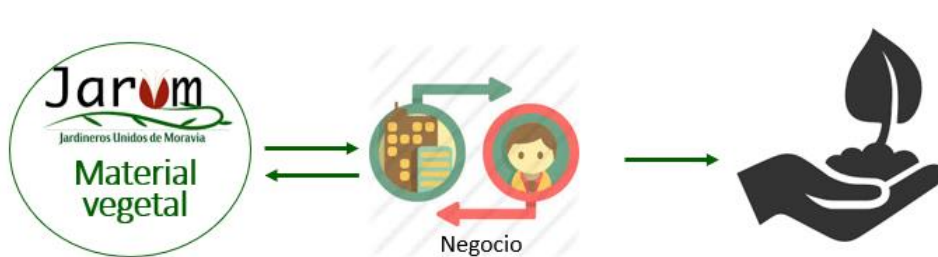 Jarum
Jardineros Unidos de Moravia
Material
vegetal
Negocio